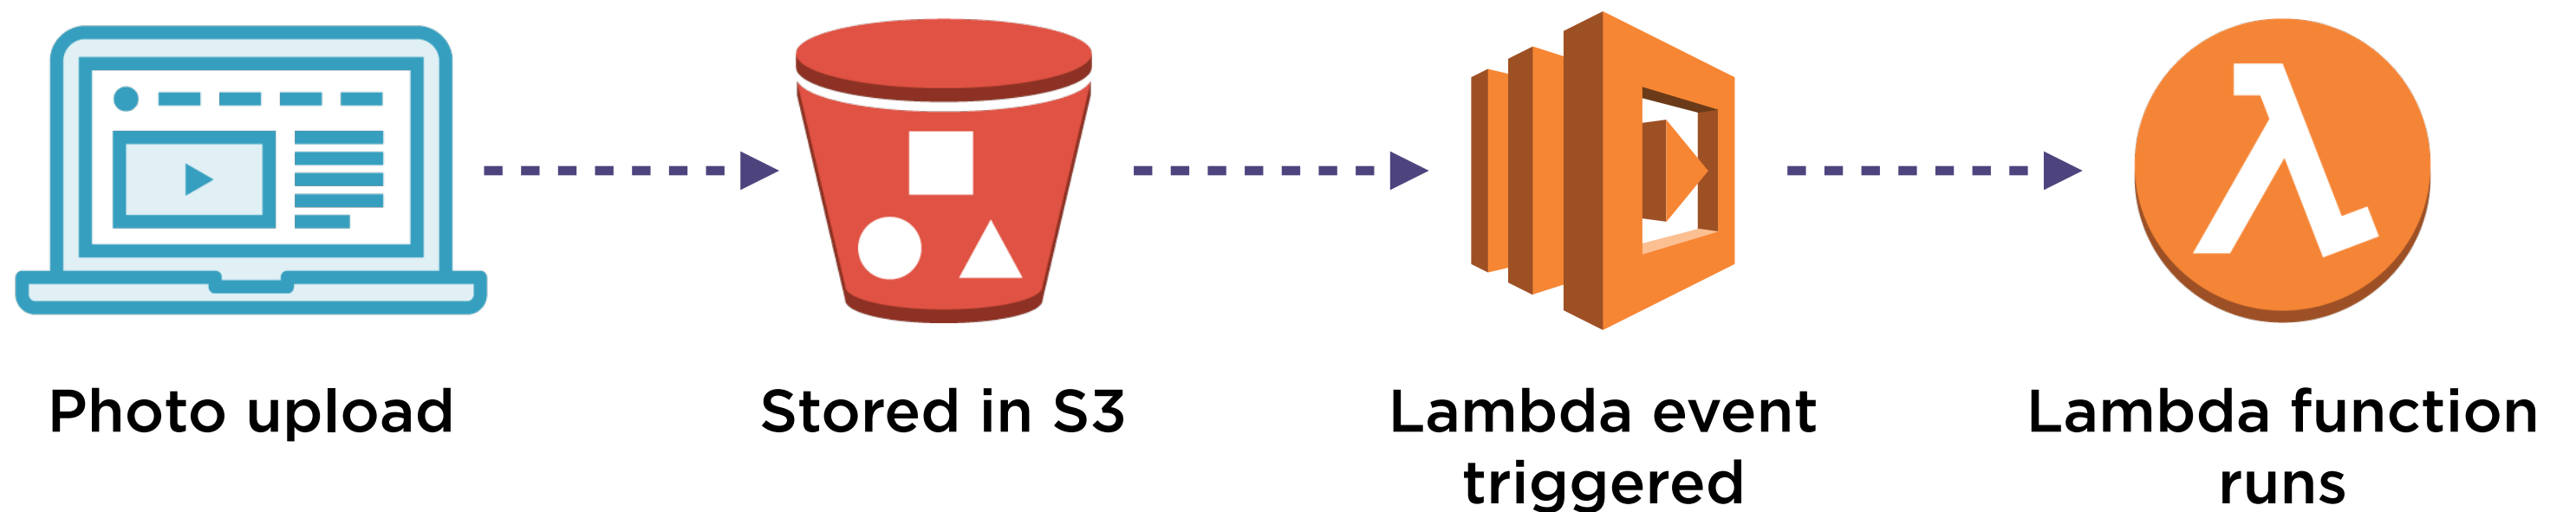 Photo upload
Stored in S3
Lambda event
triggered
Lambda function
runs